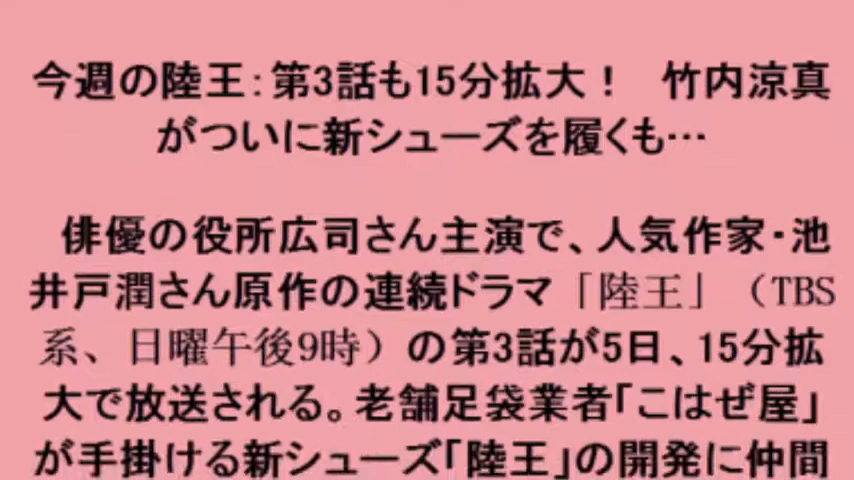 今週の陸王：第3話も15分拡大！　竹内涼真
がついに新シューズを履くも…
俳優の役所広司さん主演で、人気作家・池
井戸潤さん原作の連続ドラマ「陸王」（TBS
系、日曜午後9時）の第3話が5日、15分拡
大で放送される。老舗足袋業者「こはぜ屋」
が手掛ける新シューズ「陸王」の開発に仲間